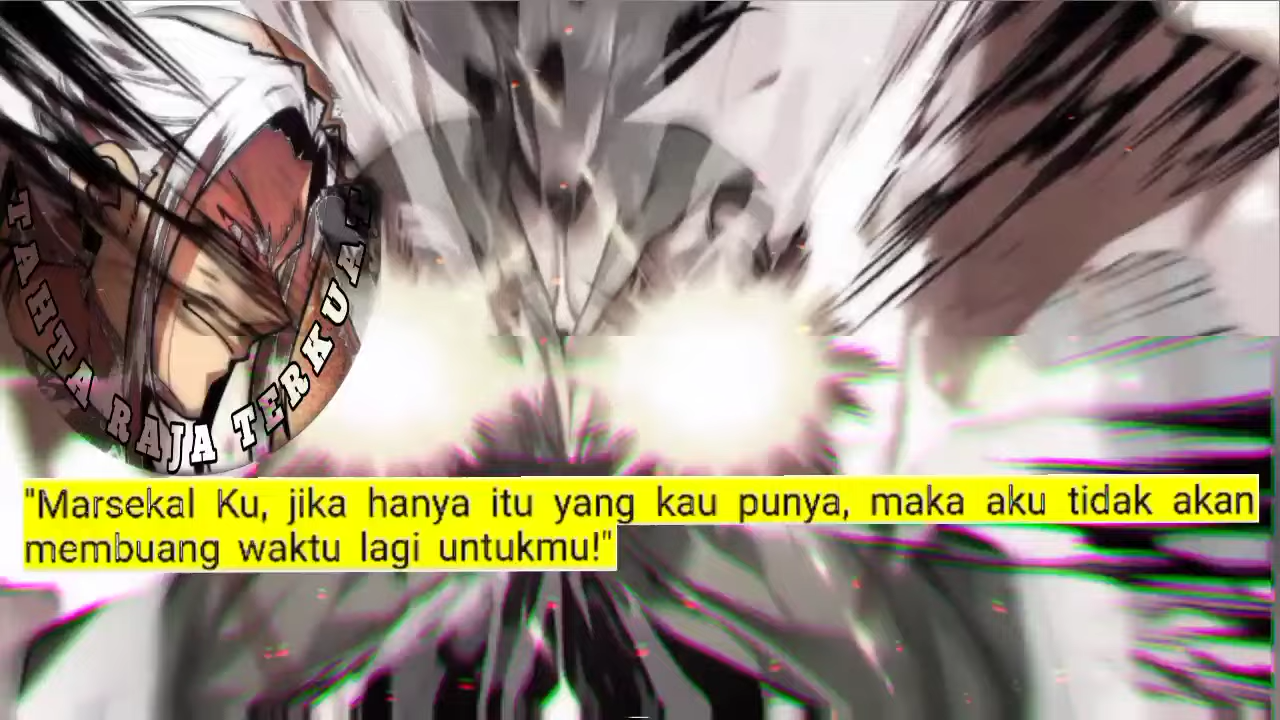 TAHTA RAJA TERKUAT
"Marsekal Ku, jika hanya itu yang kau punya, maka aku tidak akan
membuang waktu lagi untukmu!"